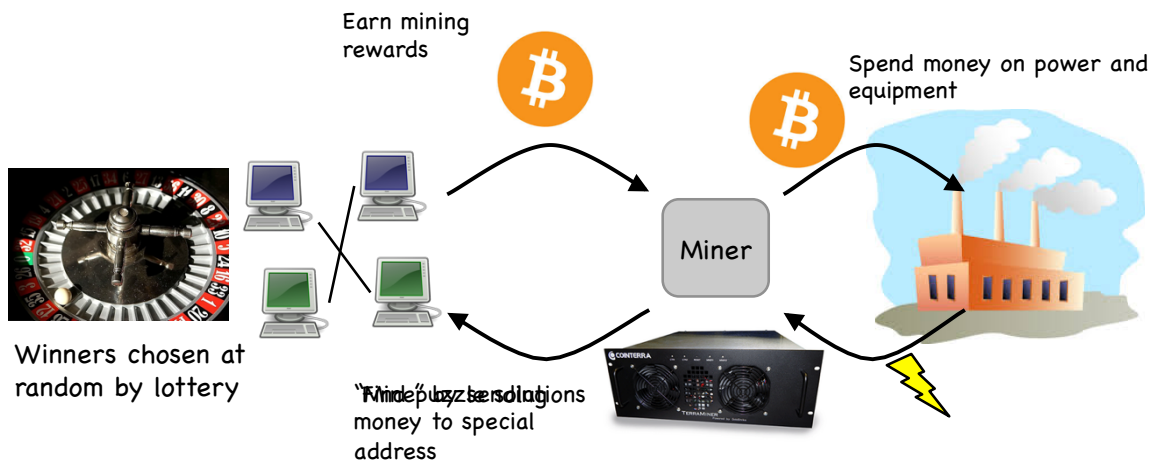 Earn mining
rewards
Spend money on power and
equipment
Miner
Winners chosen at
random by lottery
COINTERRA
TERRAMINER
money to special
address